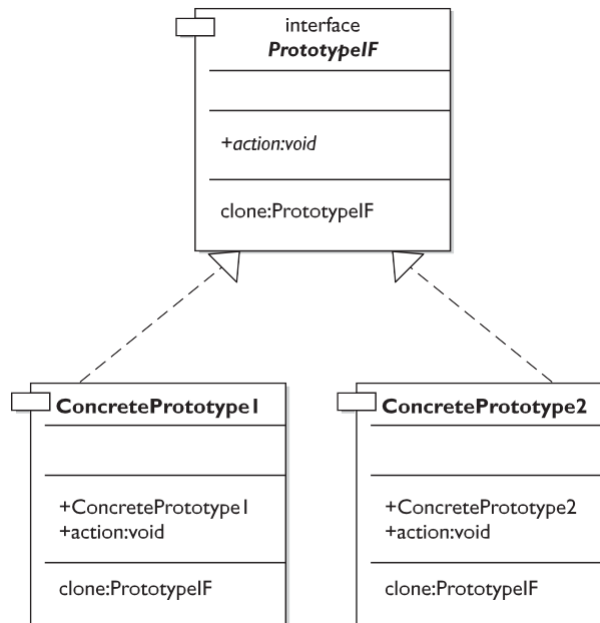 interface
PrototypeIF
+action:void
clone:PrototypeIF
ConcretePrototype1
+ConcretePrototype1
+action:void
clone:PrototypeIF
ConcretePrototype2
+ConcretePrototype2
+action:void
clone:PrototypeIF